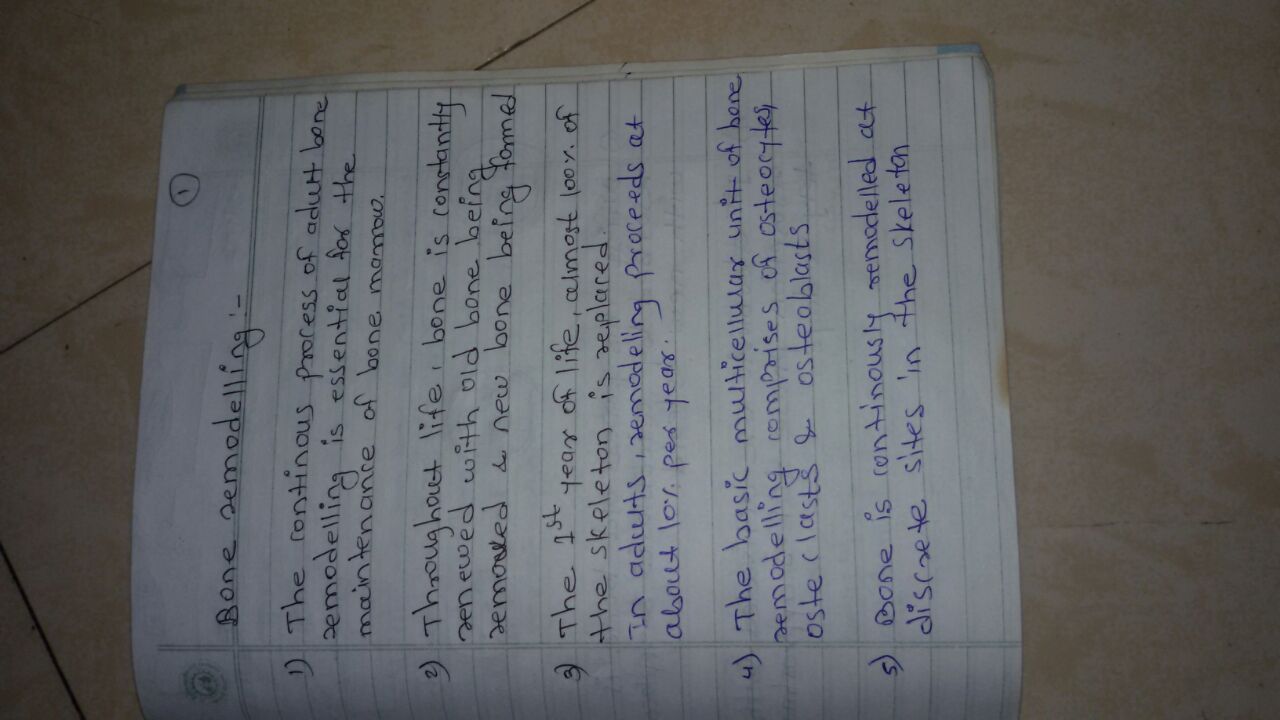 1
Bone remodelling :-
1) The continous process of adult bone
remodelling is essential for the
maintenance of bone morrow.
2) Throughout life, bone is constantly
renewed with old bone being
removed & new bone being formed
3) The 1st year of life, almost 100% of
the skeleton is replaced.
In adults, remodeling proceeds at
about 10% per year.
4) The basic multicellular unit of bone
remodelling comprises of osteocytes,
osteclasts & osteoblasts
5) Bone is continously remodelled at
discrete sites in the skeleton